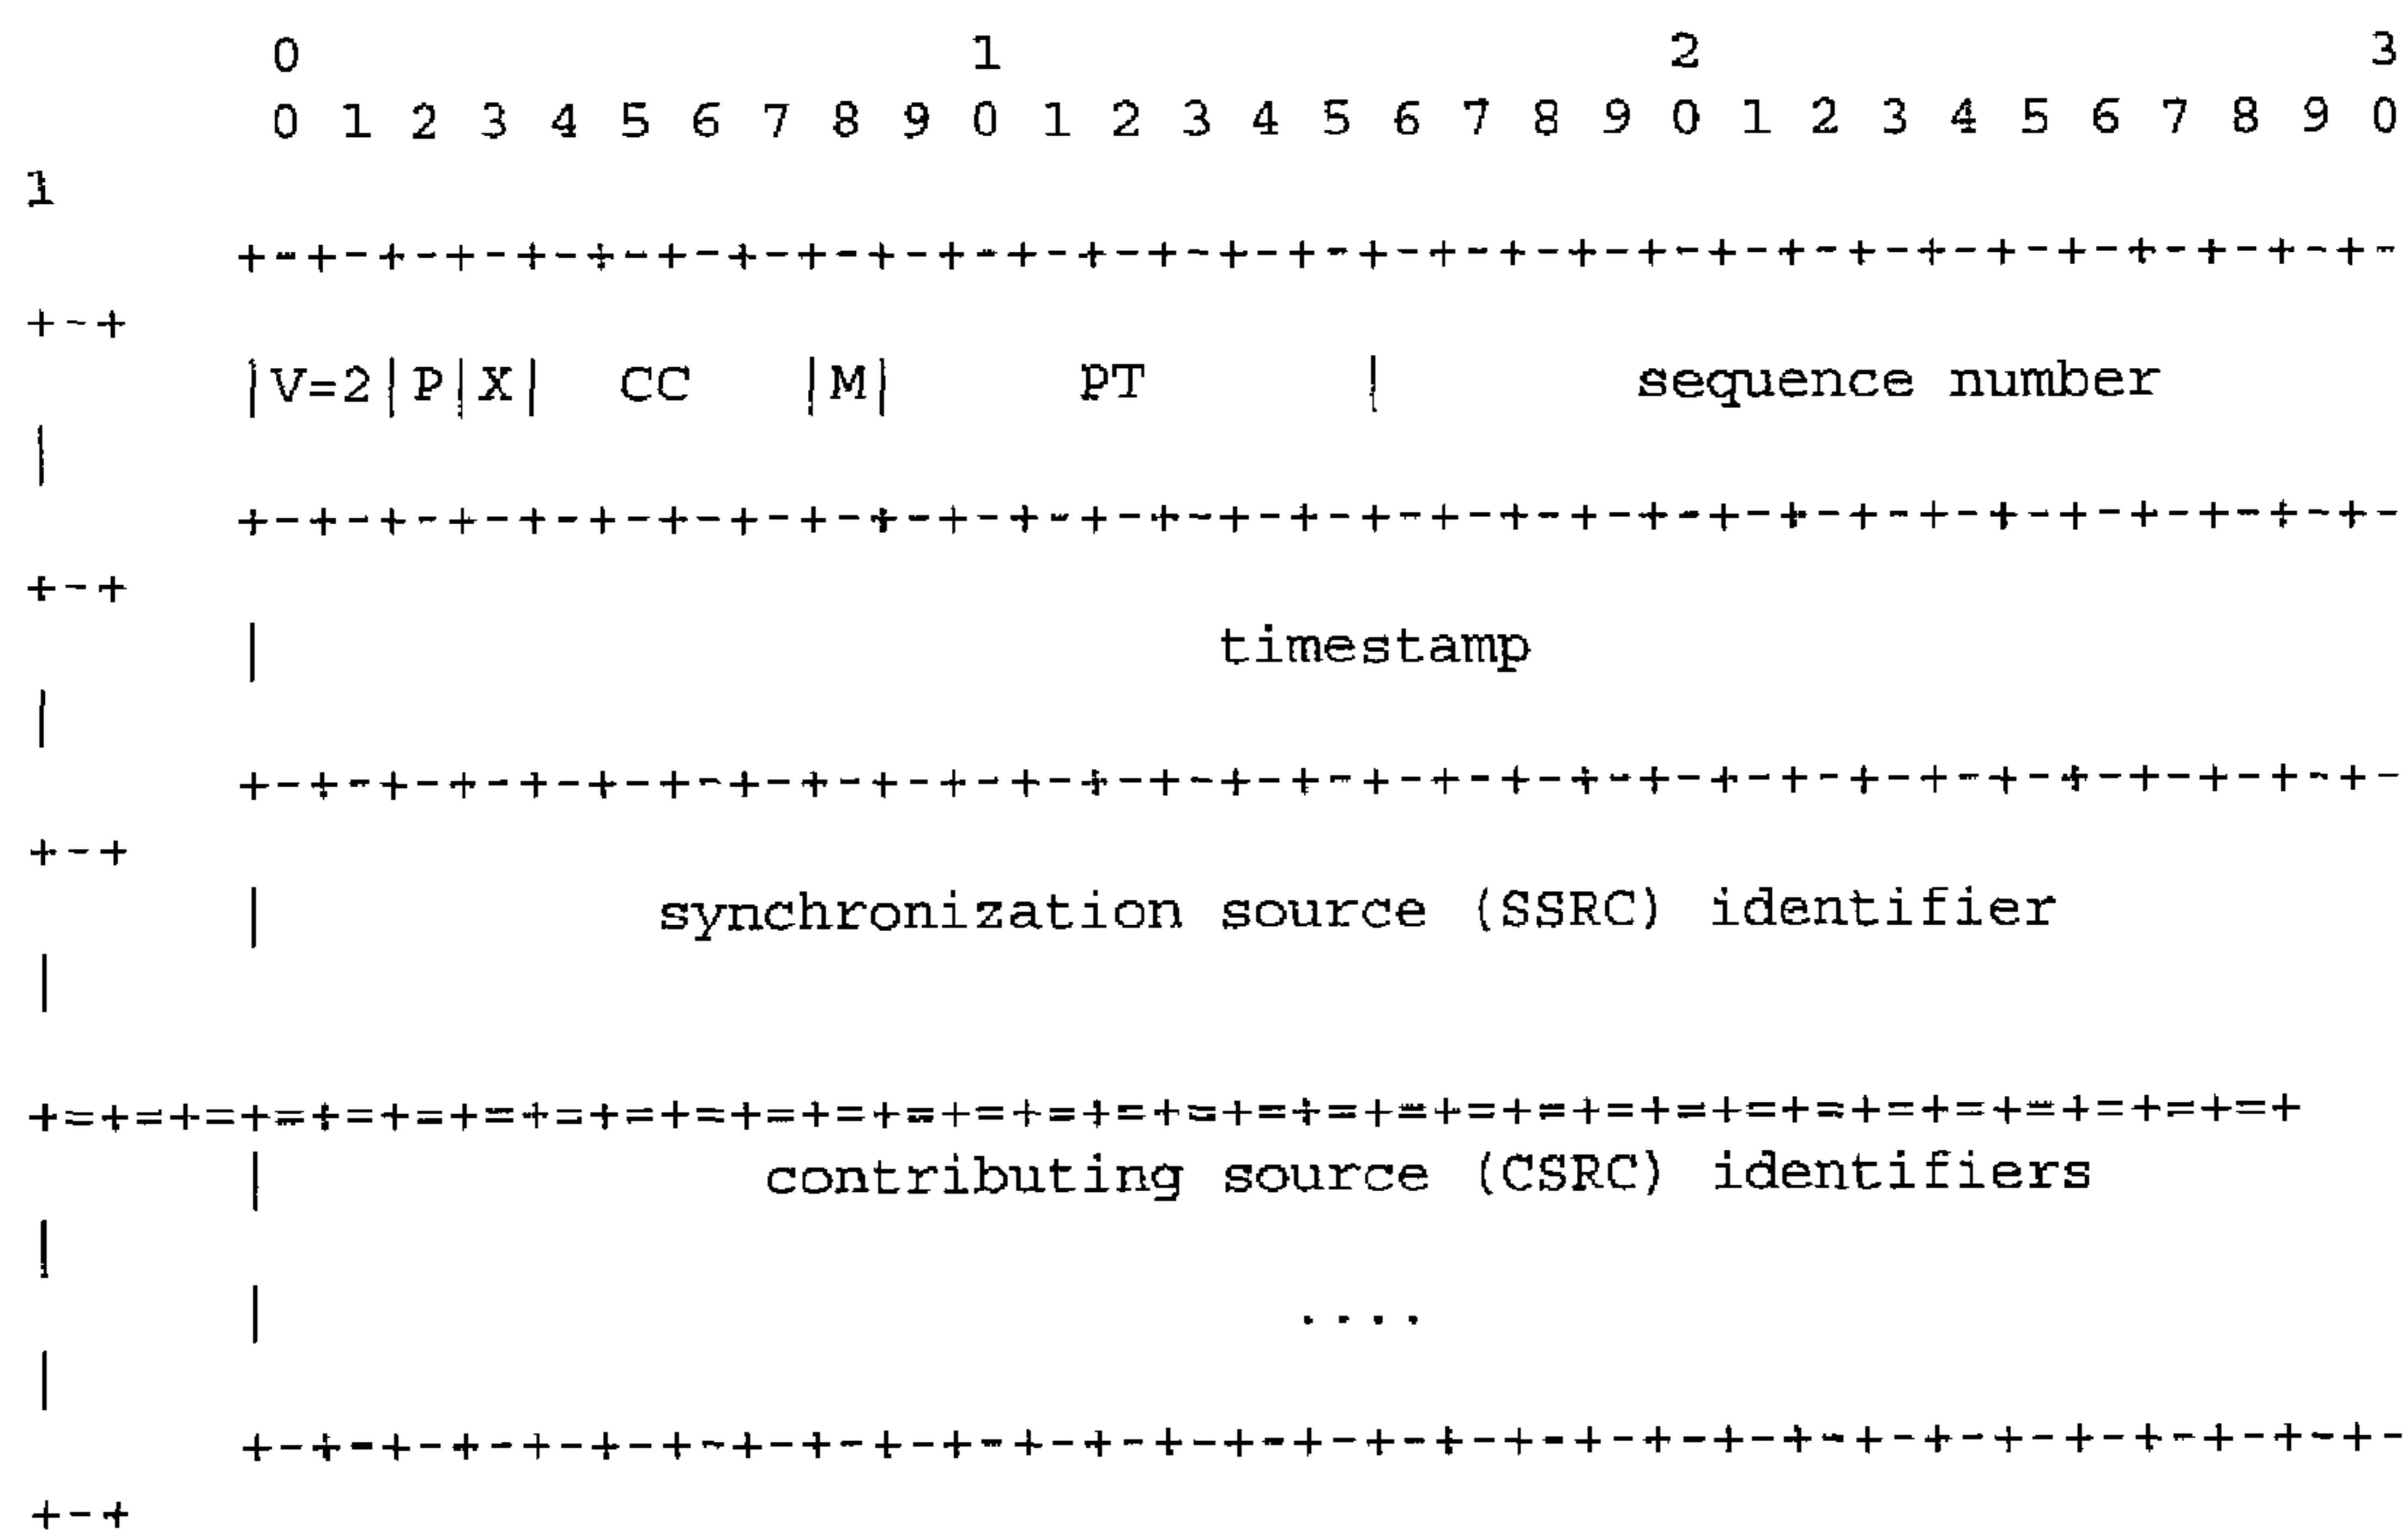 0 1 2 3
0 1 2 3 4 5 6 7 8 9 0 1 2 3 4 5 6 7 8 9 0 1 2 3 4 5 6 7 8 9 0
1
+-+-+-+-+-+-+-+-+-+-+-+-+-+-+-+-+-+-+-+-+-+-+-+-+-+-+-+-+-+-+-
+-+
|V=2|P|X| CC |M| PT | sequence number
|
+-+-+-+-+-+-+-+-+-+-+-+-+-+-+-+-+-+-+-+-+-+-+-+-+-+-+-+-+-+-+-
+-+
| timestamp
|
+-+-+-+-+-+-+-+-+-+-+-+-+-+-+-+-+-+-+-+-+-+-+-+-+-+-+-+-+-+-+-
+-+
| synchronization source (SSRC) identifier
|
+=+=+=+=+=+=+=+=+=+=+=+=+=+=+=+=+=+=+=+=+=+=+=+=+=+=+=+=+=+=+=+=+
| contributing source (CSRC) identifiers
|
| ....
|
+-+-+-+-+-+-+-+-+-+-+-+-+-+-+-+-+-+-+-+-+-+-+-+-+-+-+-+-+-+-+-
+-+